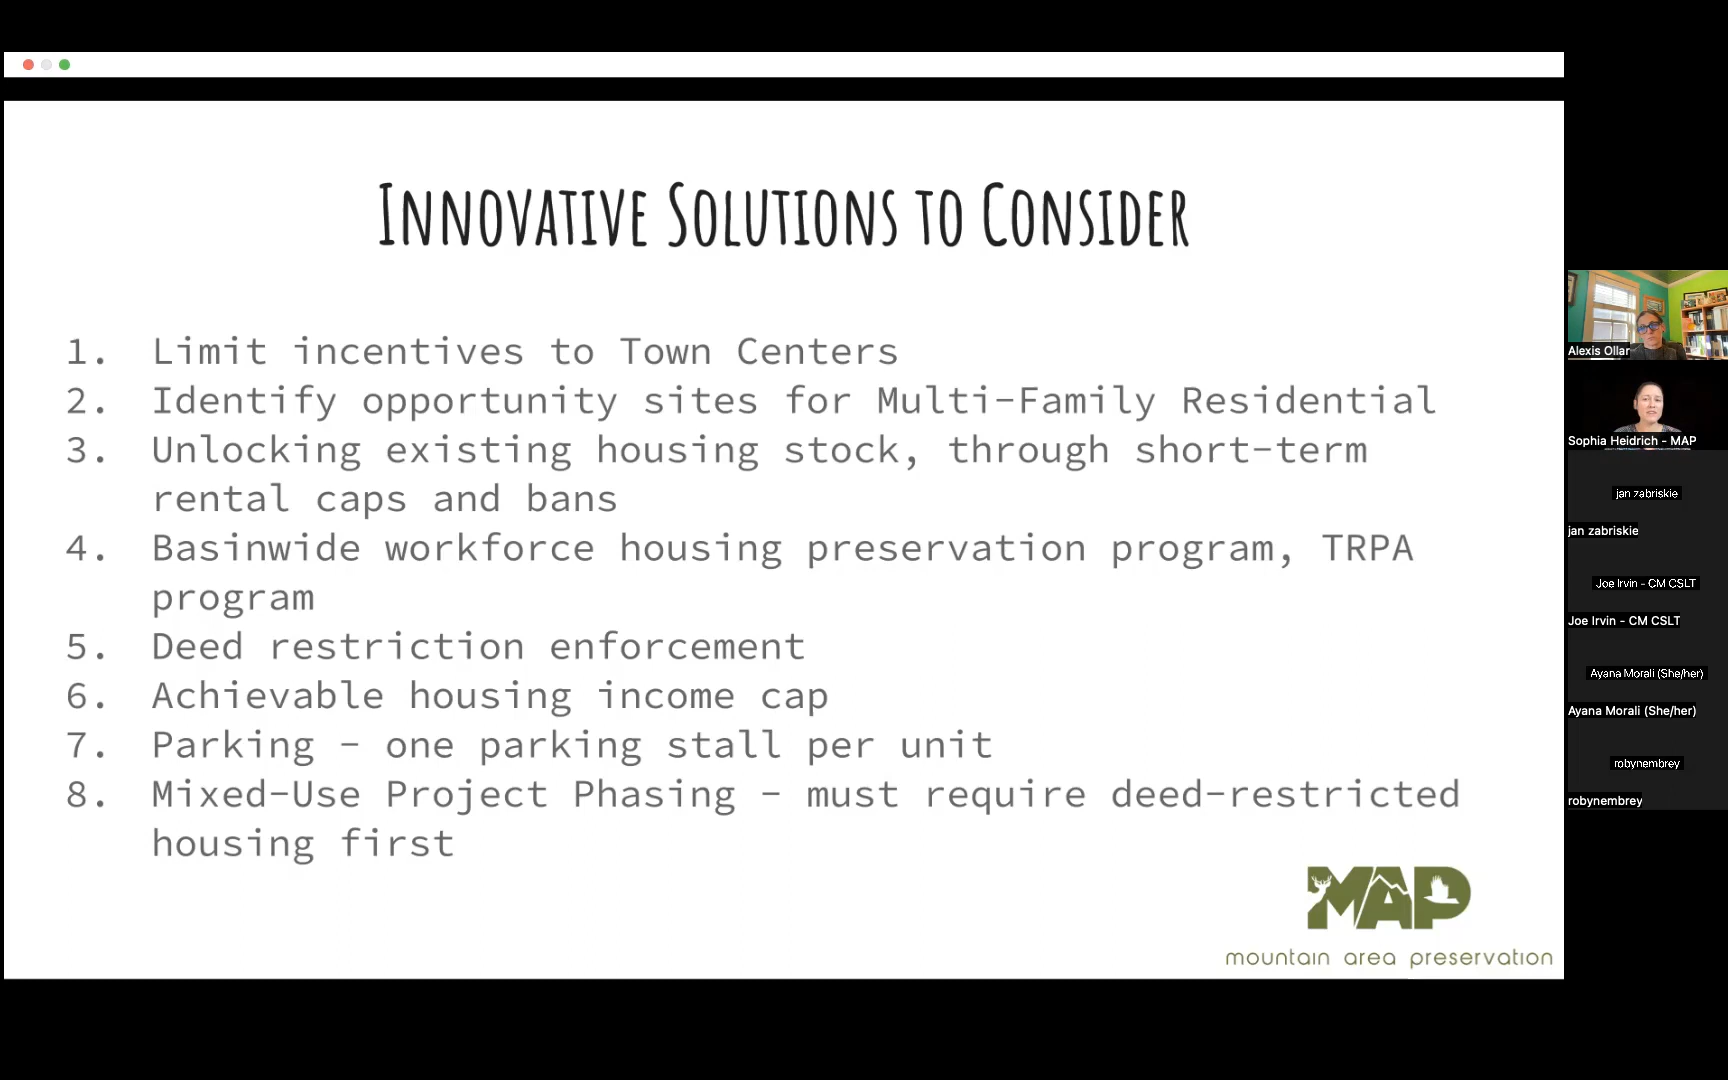 Innovative Solutions to Consider
1. Limit incentives to Town Centers
2. Identify opportunity sites for Multi-Family Residential
3. Unlocking existing housing stock, through short-term
rental caps and bans
4. Basinwide workforce housing preservation program, TRPA
program
5. Deed restriction enforcement
6. Achievable housing income cap
7. Parking - one parking stall per unit
8. Mixed-Use Project Phasing - must require deed-restricted
housing first
MAP
mountain area preservation
Alexis Ollar
Sophia Heidrich - MAP
jan zabriskie
jan zabriskie
Joe Irvin - CM CSLT
Joe Irvin - CM CSLT
Ayana Morali (She/her)
Ayana Morali (She/her)
robynembrey
robynembrey